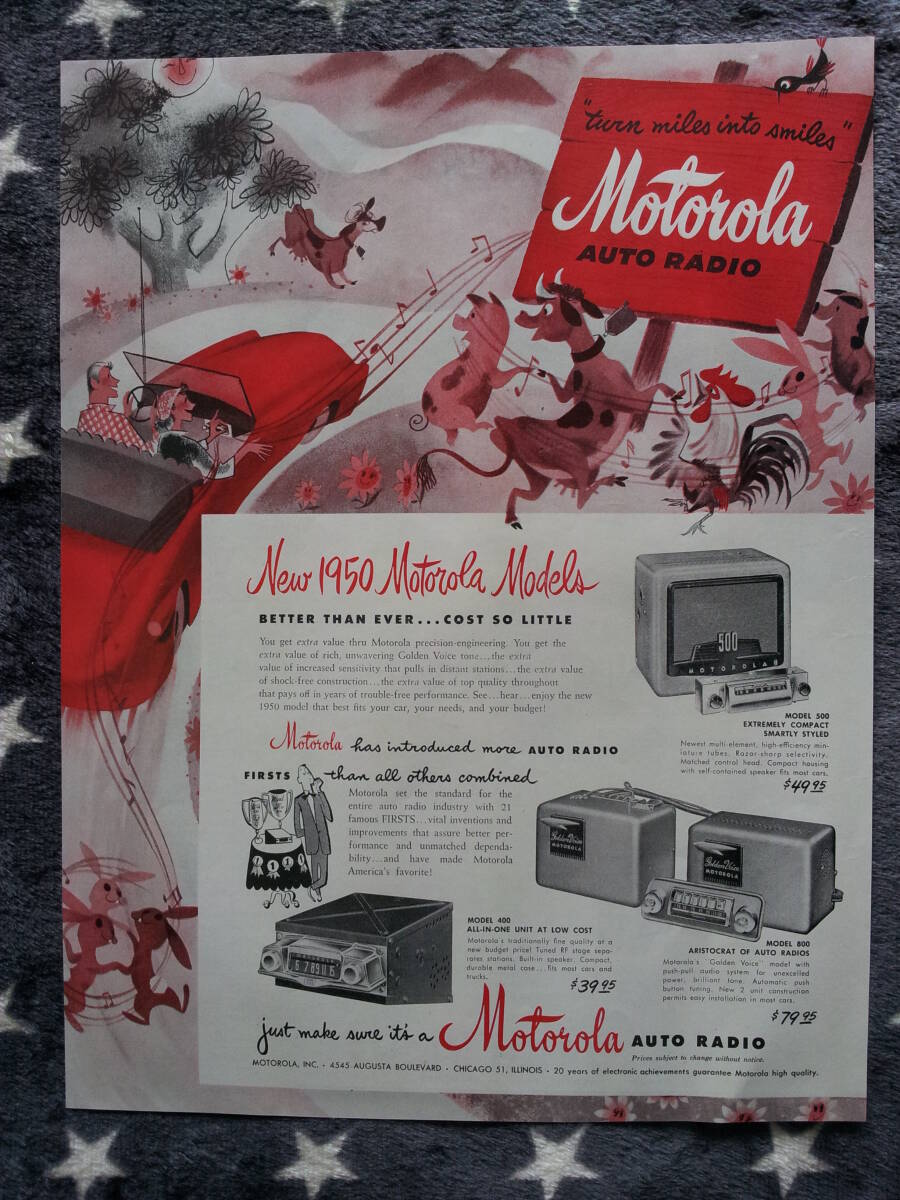 "turn miles into smiles"
Motorola
AUTO RADIO
New 1950 Motorola Models
BETTER THAN EVER...COST SO LITTLE
You get extra value thru Motorola precision-engineering. You get the
extra value of rich, unwavering Golden Voice tone...the extra
value of increased sensitivity that pulls in distant stations...the extra value
of shock-free construction...the extra value of top quality throughout
that pays off in years of trouble-free performance. See...hear...enjoy the new
1950 model that best fits your car, your needs, and your budget!
500
MOTOROLA
MODEL 500
EXTREMELY COMPACT
SMARTLY STYLED
Newest multi-element, high-efficiency min-
iature tubes. Razor-sharp selectivity.
Matched control head. Compact housing
with self-contained speaker fits most cars.
$49.95
Motorola has introduced more AUTO RADIO
FIRSTS than all others combined
Motorola set the standard for the
entire auto radio industry with 21
famous FIRSTS...vital inventions and
improvements that assure better per-
formance and unmatched dependa-
bility...and have made Motorola
America's favorite!
Golden Voice
MOTOROLA
Golden Voice
MOTOROLA
MODEL 400
ALL-IN-ONE UNIT AT LOW COST
Motorola's traditionally fine quality at a
new budget price! Tuned RF stage sepa-
rates stations. Built-in speaker. Compact,
durable metal case...fits most cars and
trucks.
$39.95
MODEL 800
ARISTOCRAT OF AUTO RADIOS
Motorola's "Golden Voice" model with
push-pull audio system for unexcelled
power, brilliant tone. Automatic push
button tuning. New 2 unit construction
permits easy installation in most cars.
$79.95
just make sure it's a Motorola AUTO RADIO
Prices subject to change without notice.
MOTOROLA, INC. • 4545 AUGUSTA BOULEVARD • CHICAGO 51, ILLINOIS • 20 years of electronic achievements guarantee Motorola high quality.